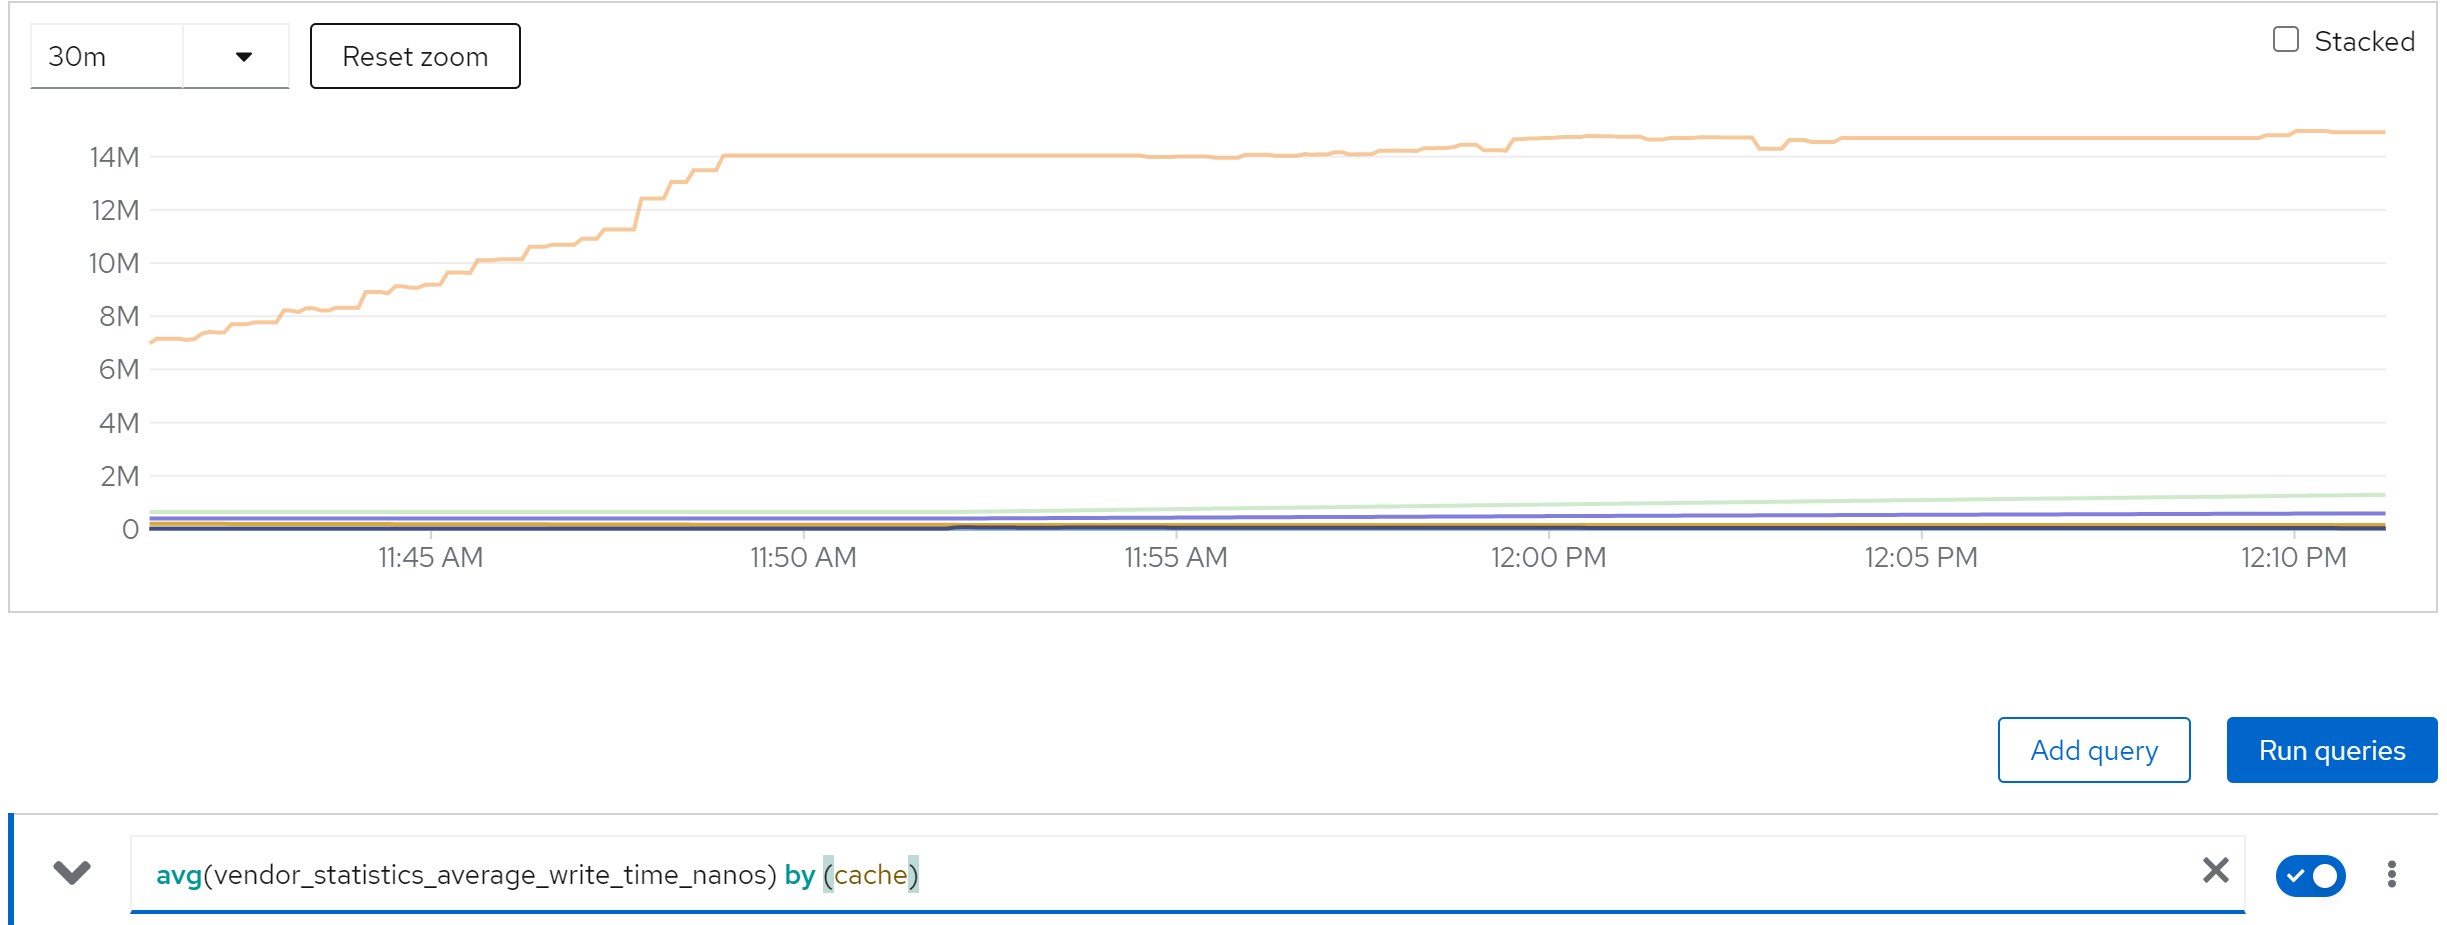 30m
Reset zoom
Stacked
14M
12M
10M
8M
6M
4M
2M
0
11:45 AM 11:50 AM 11:55 AM 12:00 PM 12:05 PM 12:10 PM
Add query
Run queries
avg(vendor_statistics_average_write_time_nanos) by (cache)